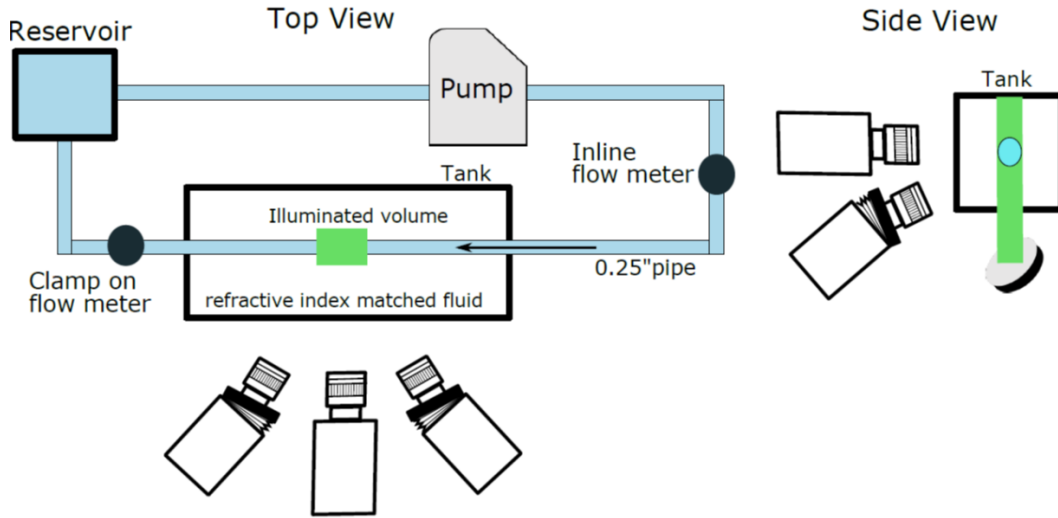 Top View
Side View
Reservoir
Pump
Tank
Inline
flow meter
Tank
Illuminated volume
0.25"pipe
Clamp on
flow meter
refractive index matched fluid